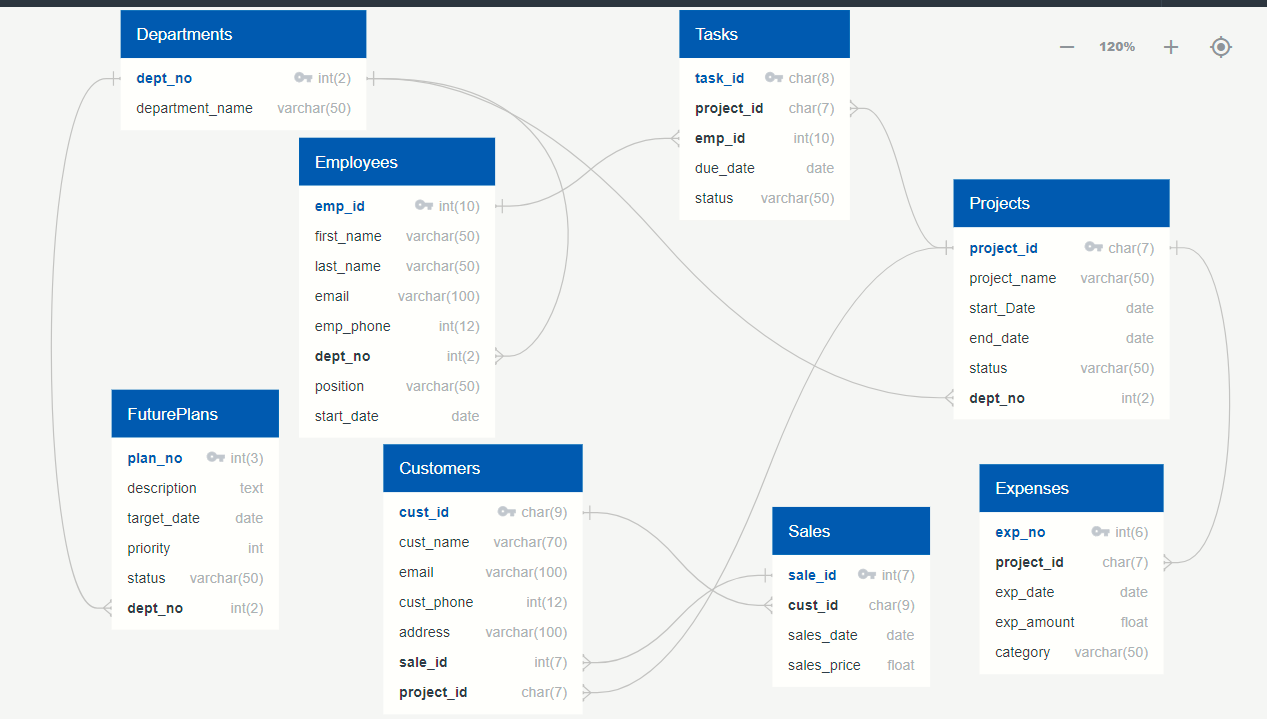 Departments
dept_no int(2)
department_name varchar(50)
Tasks
task_id char(8)
project_id char(7)
emp_id int(10)
due_date date
status varchar(50)
120%
Employees
emp_id int(10)
first_name varchar(50)
last_name varchar(50)
email varchar(100)
emp_phone int(12)
dept_no int(2)
position varchar(50)
start_date date
Projects
project_id char(7)
project_name varchar(50)
start_Date date
end_date date
status varchar(50)
dept_no int(2)
FuturePlans
plan_no int(3)
description text
target_date date
priority int
status varchar(50)
dept_no int(2)
Customers
cust_id char(9)
cust_name varchar(70)
email varchar(100)
cust_phone int(12)
address varchar(100)
sale_id int(7)
project_id char(7)
Sales
sale_id int(7)
cust_id char(9)
sales_date date
sales_price float
Expenses
exp_no int(6)
project_id char(7)
exp_date date
exp_amount float
category varchar(50)